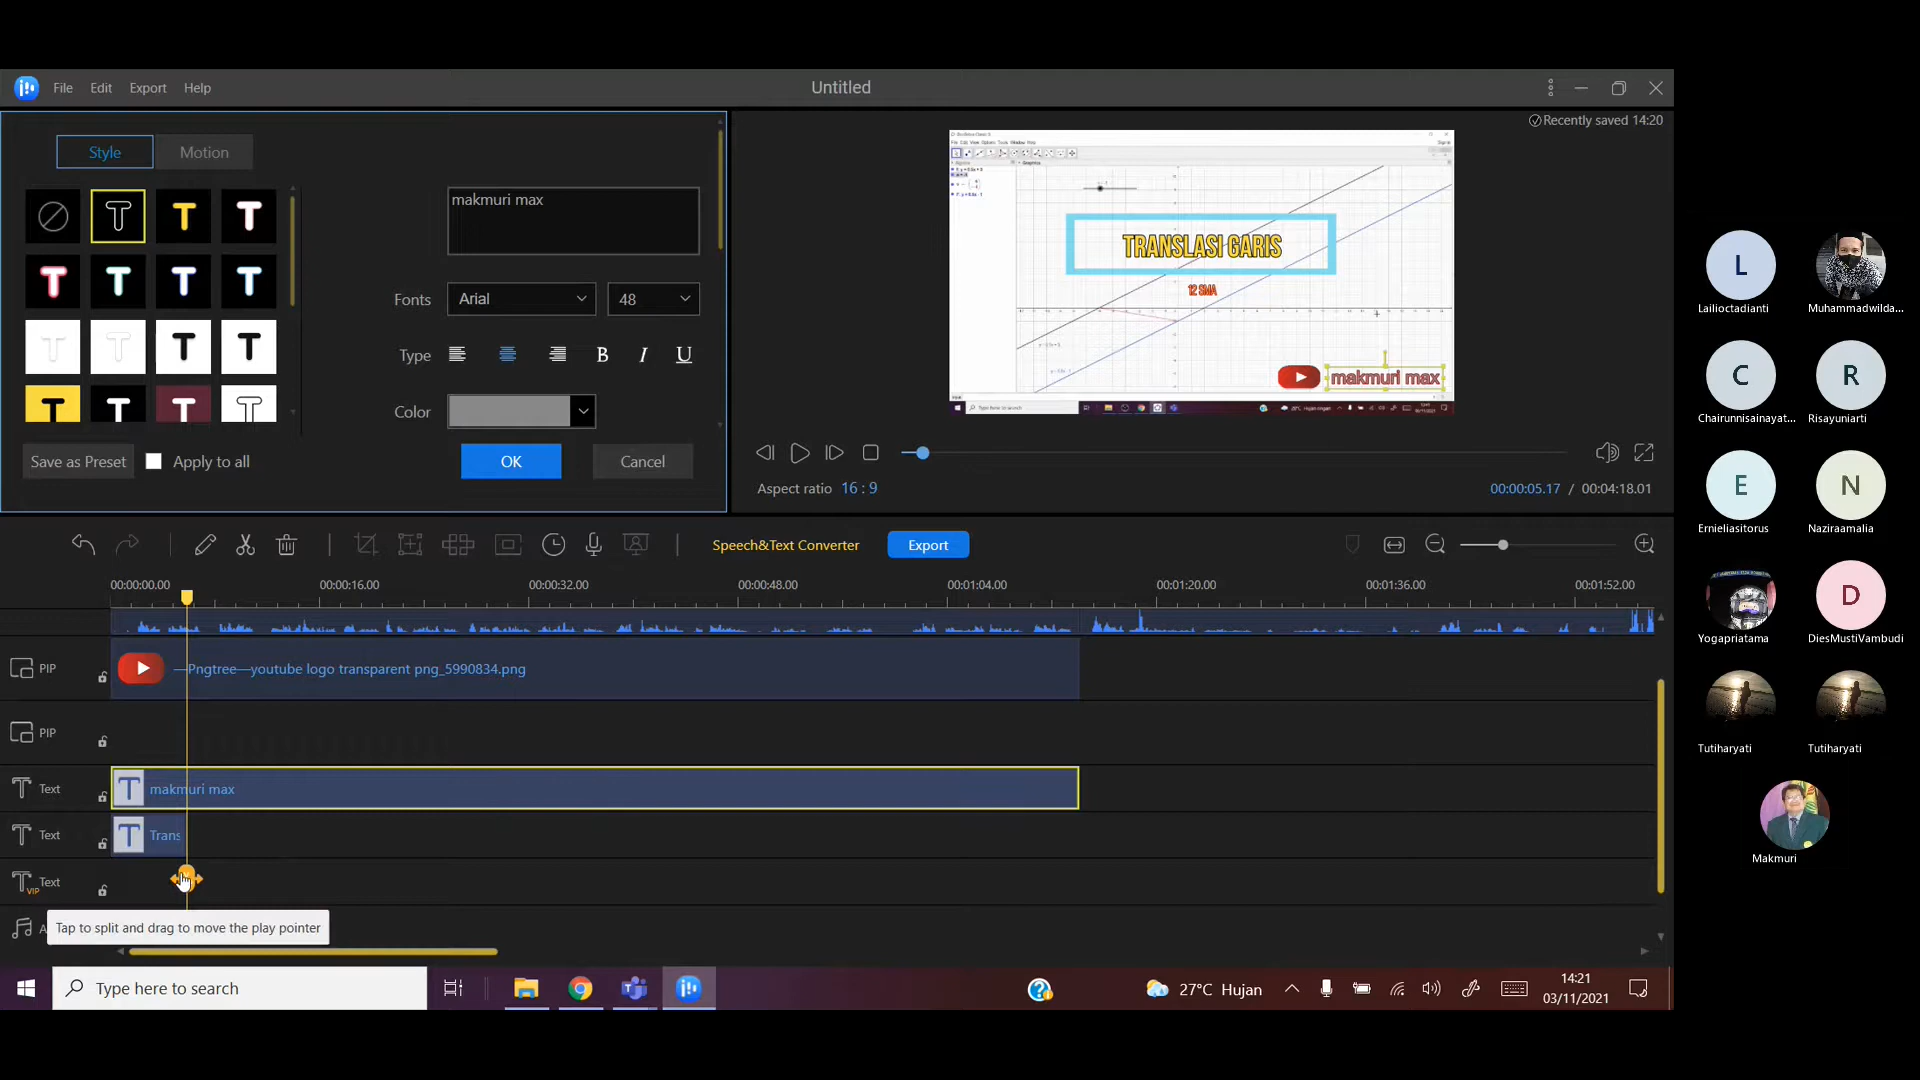 File Edit Export Help
Untitled
Recently saved 14:20
Style Motion
makmuri max
Fonts Arial 48
Type B I U
Color
Save as Preset Apply to all
OK Cancel
TRANSLASI GARIS
12 SMA
makmuri max
Aspect ratio 16 : 9
00:00:05.17 / 00:04:18.01
Speech&Text Converter Export
00:00:00.00 00:00:16.00 00:00:32.00 00:00:48.00 00:01:04.00 00:01:20.00 00:01:36.00 00:01:52.00
PIP —Pngtree—youtube logo transparent png_5990834.png
PIP
Text makmuri max
Text Trans
VIP Text
Tap to split and drag to move the play pointer
Type here to search
27°C Hujan
14:21
03/11/2021
L
Lailioctadianti Muhammadwilda...
C R
Chairunnisainayat... Risayuniarti
E N
Ernieliasitorus Naziraamalia
D
Yogapriatama DiesMustiVambudi
Tutiharyati Tutiharyati
Makmuri